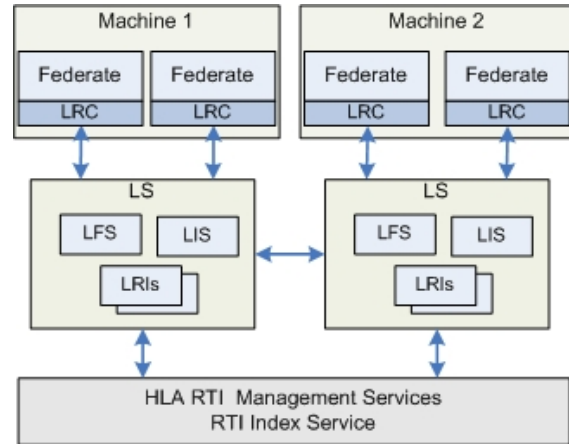 Machine 1
Machine 2
Federate
Federate
Federate
Federate
LRC
LRC
LRC
LRC
LS
LS
LFS
LIS
LFS
LIS
LRIs
LRIs
HLA RTI Management Services
RTI Index Service